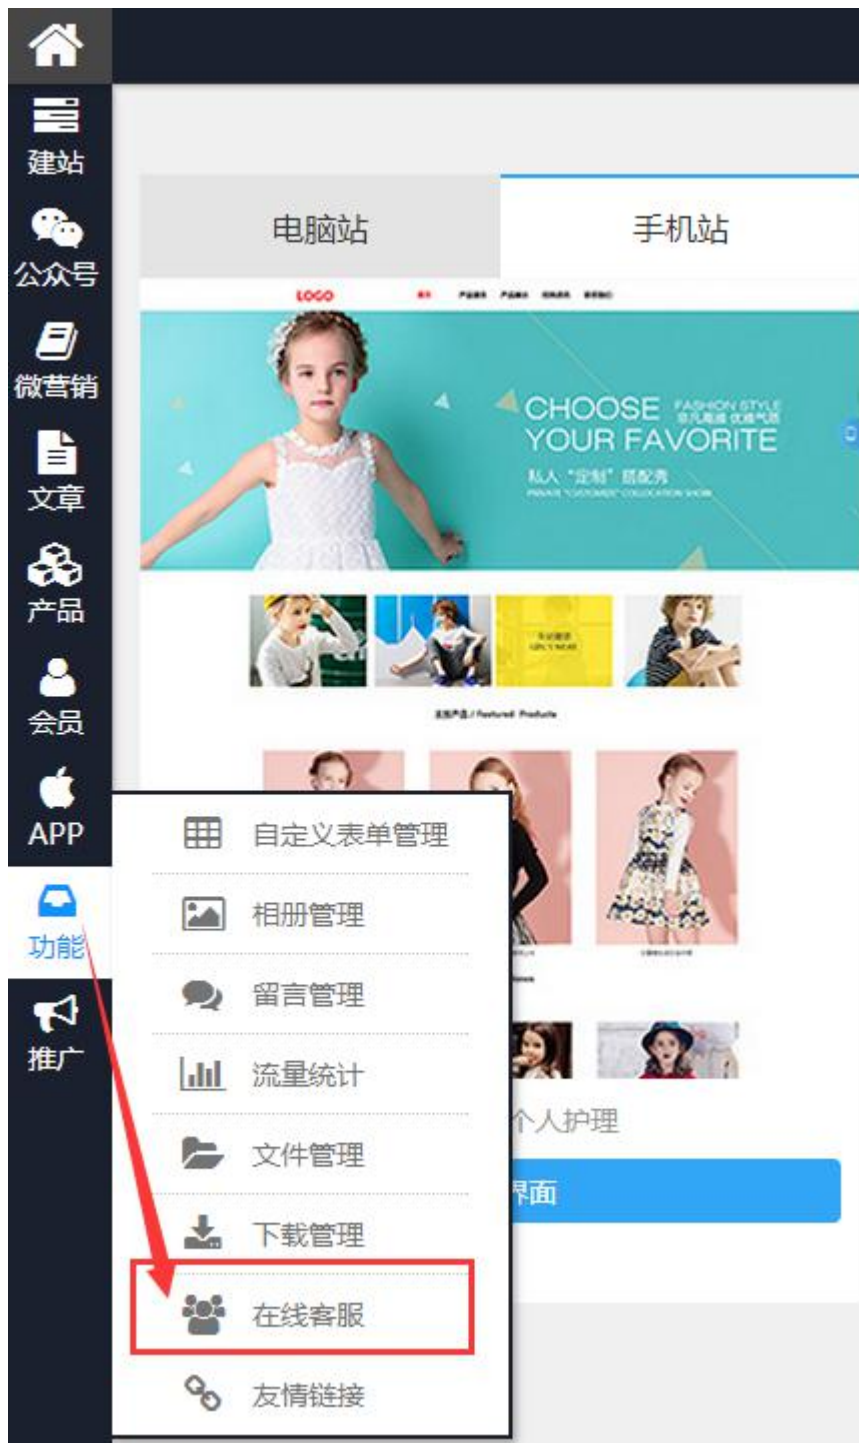 建站
公众号
微营销
文章
产品
会员
APP
功能
推广
电脑站
手机站
LOGO
CHOOSE
FASHION STYLE
YOUR FAVORITE
私人“定制”搭配秀
自定义表单管理
相册管理
留言管理
流量统计
文件管理
下载管理
在线客服
友情链接
个人护理
界面